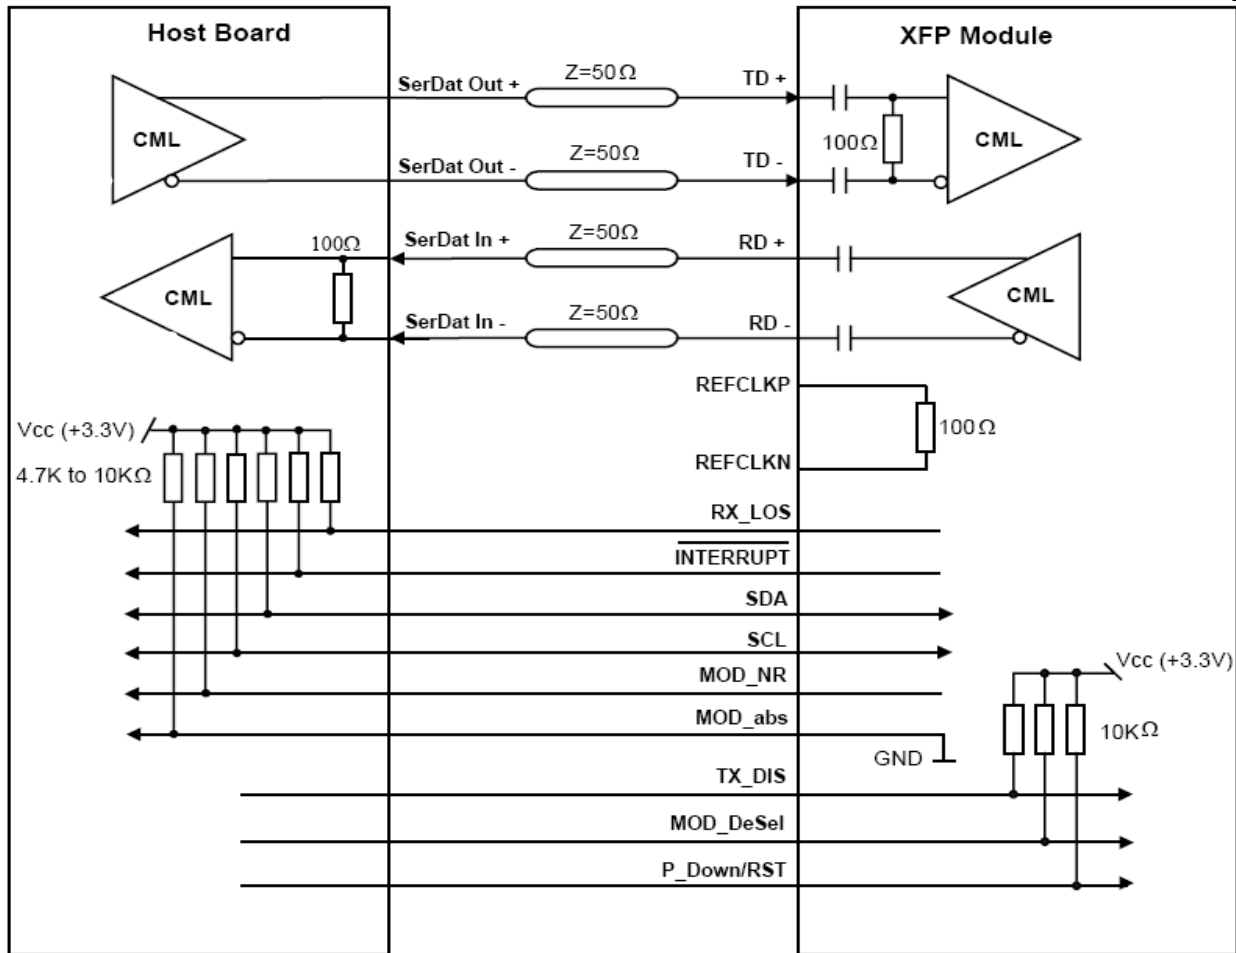 Host Board
XFP Module
SerDat Out +
Z=50Ω
TD +
CML
100Ω
CML
SerDat Out -
Z=50Ω
TD -
100Ω
SerDat In +
Z=50Ω
RD +
CML
CML
SerDat In -
Z=50Ω
RD -
REFCLKP
100Ω
Vcc (+3.3V)
4.7K to 10KΩ
REFCLKN
RX_LOS
INTERRUPT
SDA
SCL
Vcc (+3.3V)
MOD_NR
MOD_abs
10KΩ
GND
TX_DIS
MOD_DeSel
P_Down/RST